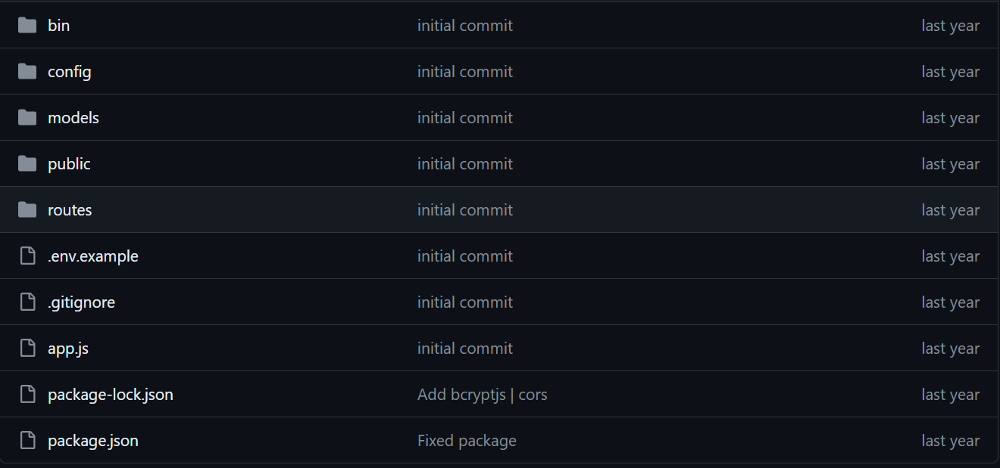 bin initial commit last year
config initial commit last year
models initial commit last year
public initial commit last year
routes initial commit last year
.env.example initial commit last year
.gitignore initial commit last year
app.js initial commit last year
package-lock.json Add bcryptjs | cors last year
package.json Fixed package last year